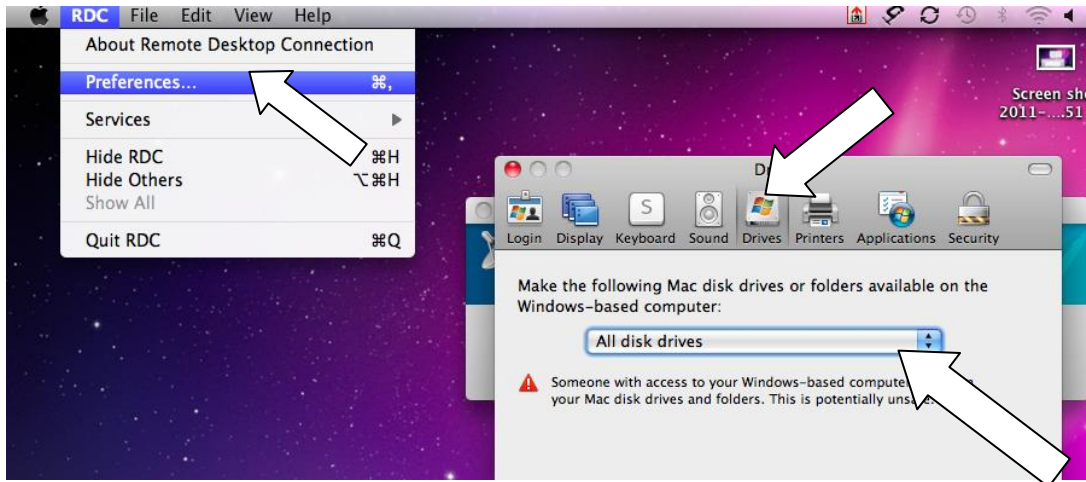 RDC File Edit View Help
About Remote Desktop Connection
Preferences... ⌘,
Services
Hide RDC ⌘H
Hide Others ⌥⌘H
Show All
Quit RDC ⌘Q
Screen sh
2011-....51
D
S
Login Display Keyboard Sound Drives Printers Applications Security
Make the following Mac disk drives or folders available on the
Windows-based computer:
All disk drives
Someone with access to your Windows-based computer
your Mac disk drives and folders. This is potentially unsafe.